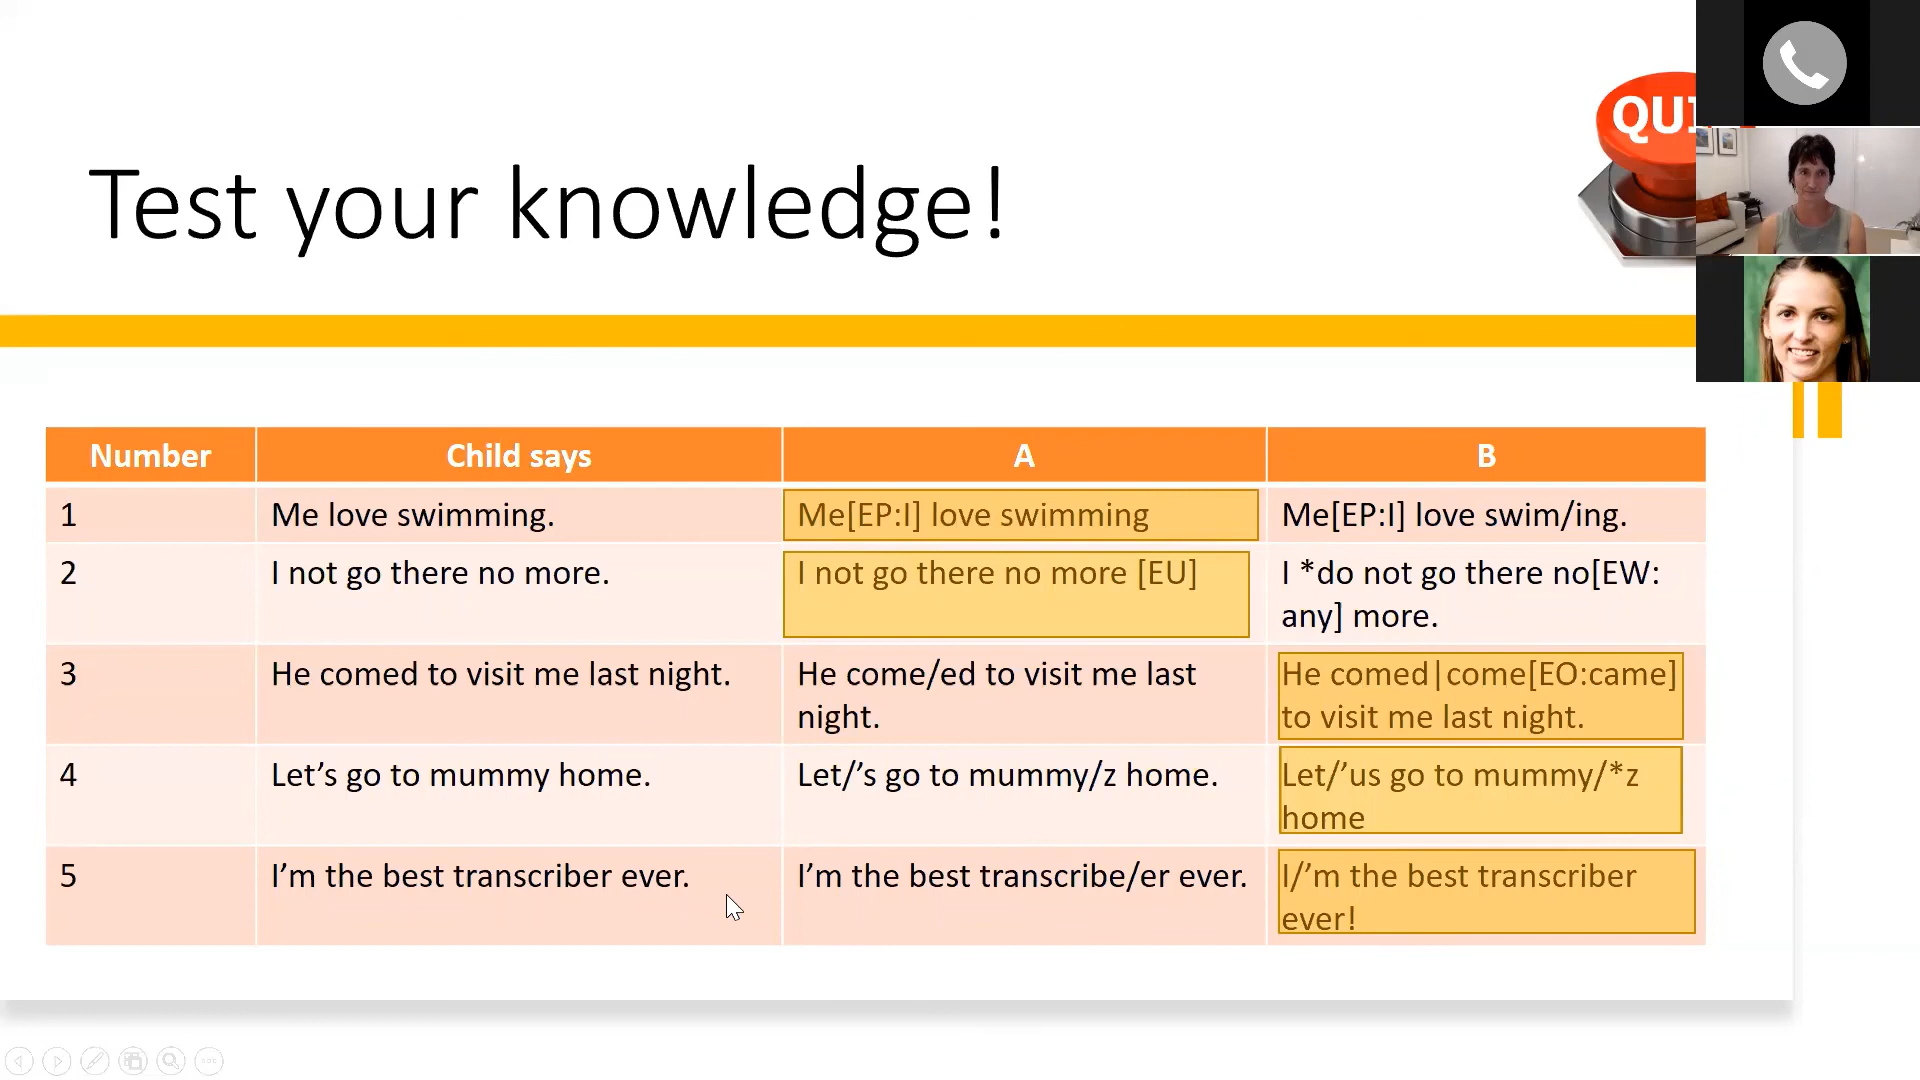 QUI
Test your knowledge!
Number Child says A B
1 Me love swimming. Me[EP:I] love swimming Me[EP:I] love swim/ing.
2 I not go there no more. I not go there no more [EU] I *do not go there no[EW:
any] more.
3 He comed to visit me last night. He come/ed to visit me last He comed|come[EO:came]
night. to visit me last night.
4 Let’s go to mummy home. Let/’s go to mummy/z home. Let/’us go to mummy/*z
home
5 I’m the best transcriber ever. I’m the best transcribe/er ever. I/’m the best transcriber
ever!